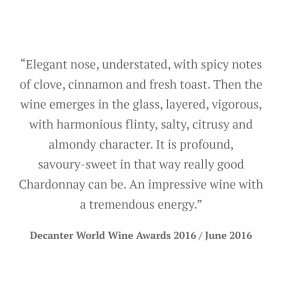 “Elegant nose, understated, with spicy notes
of clove, cinnamon and fresh toast. Then the
wine emerges in the glass, layered, vigorous,
with harmonious flinty, salty, citrusy and
almondy character. It is profound,
savoury-sweet in that way really good
Chardonnay can be. An impressive wine with
a tremendous energy.”
Decanter World Wine Awards 2016 / June 2016